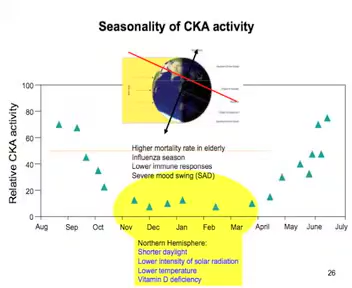 Seasonality of CKA activity
Higher mortality rate in elderly
Influenza season
Lower immune responses
Severe mood swing (SAD)
Relative CKA activity
100
80
60
40
20
0
Aug Sep Oct Nov Dec Jan Feb Mar April May June July
Northern Hemisphere:
Shorter daylight
Lower intensity of solar radiation
Lower temperature
Vitamin D deficiency
26